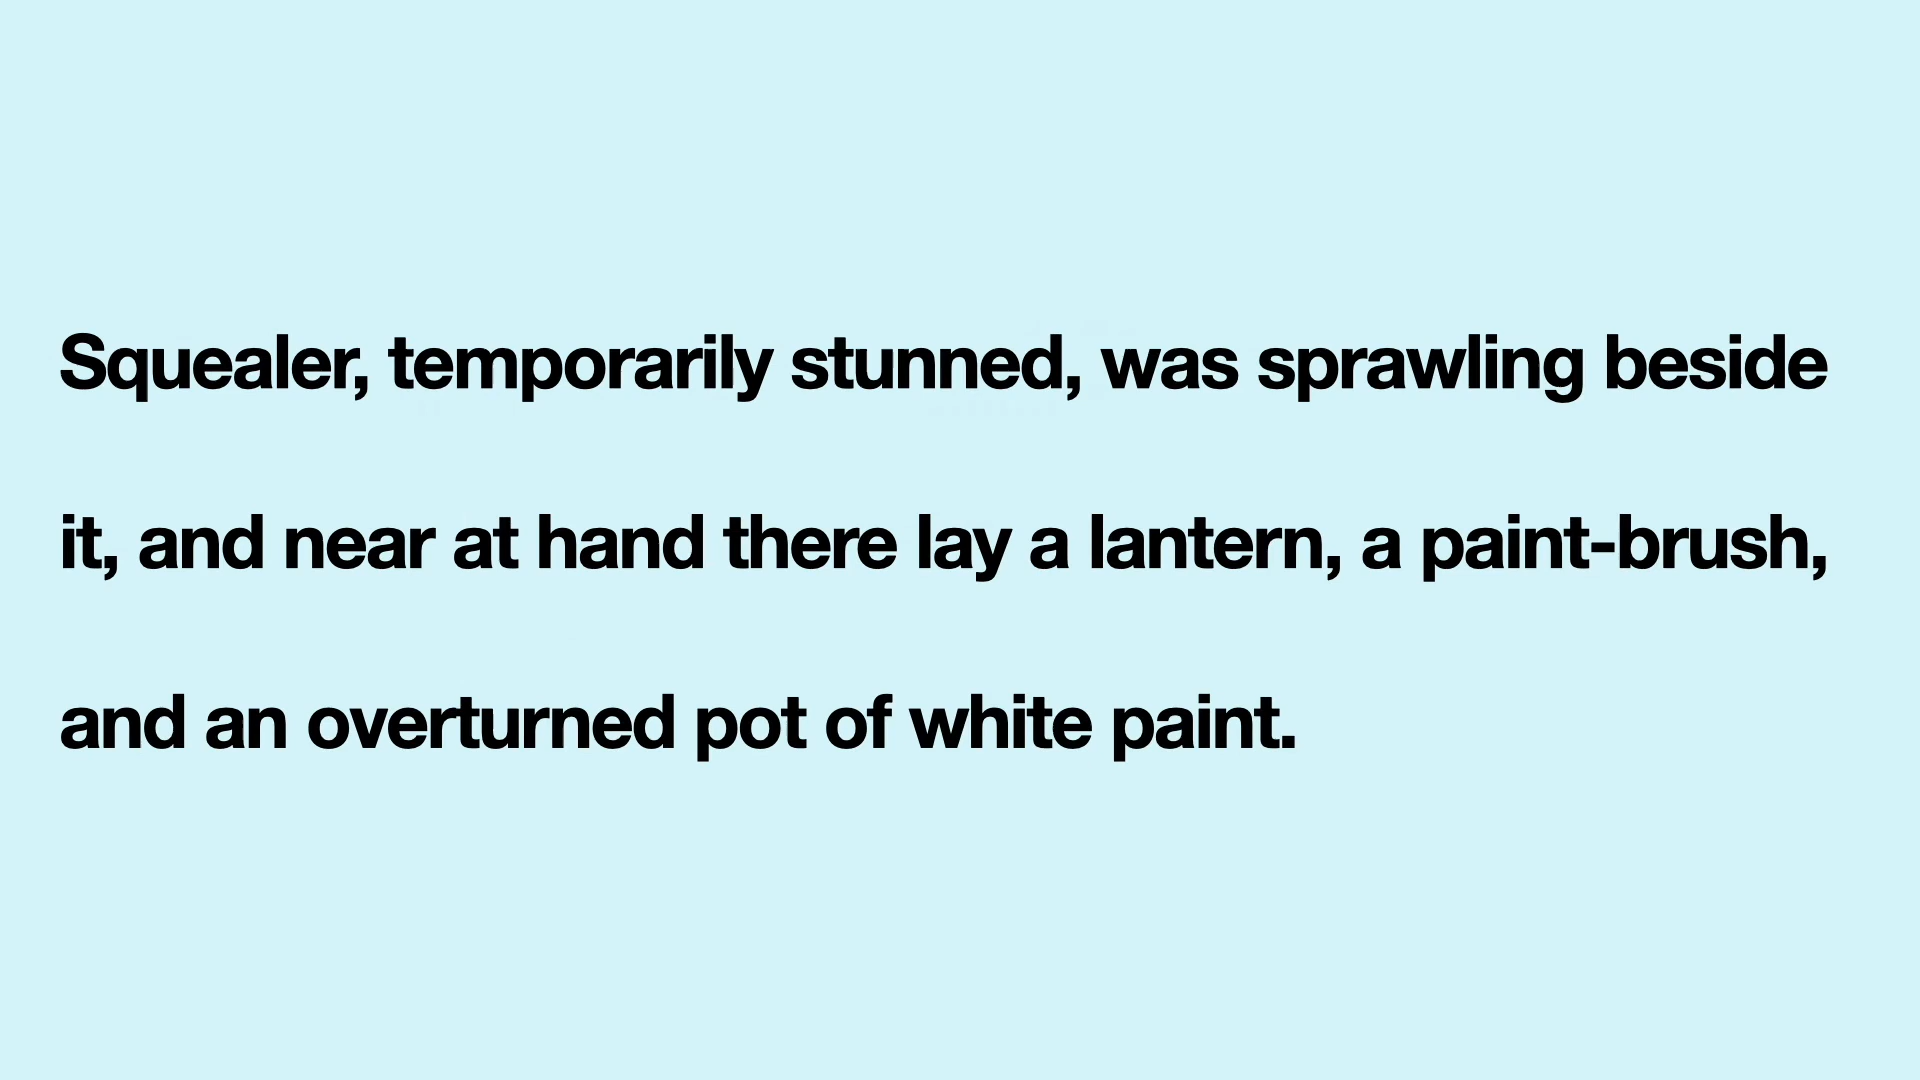 Squealer, temporarily stunned, was sprawling beside
it, and near at hand there lay a lantern, a paint-brush,
and an overturned pot of white paint.